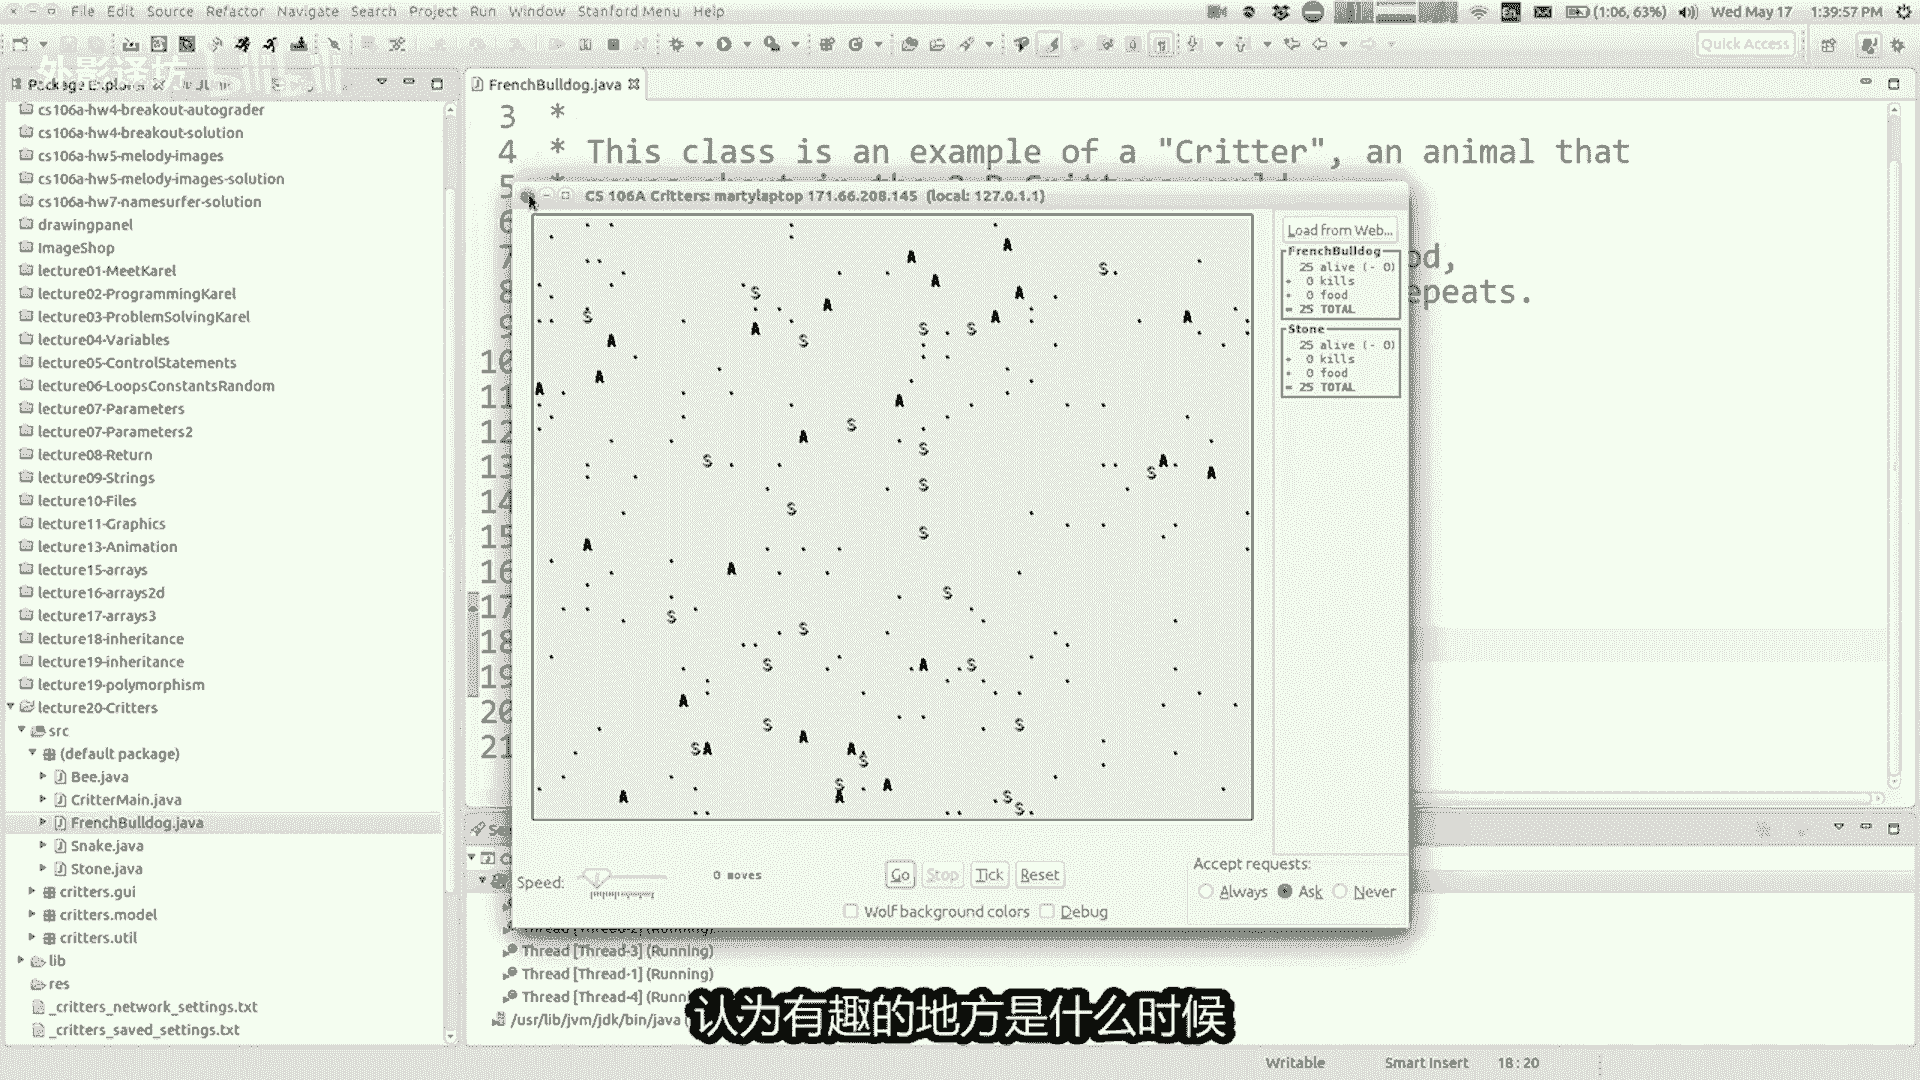 File Edit Source Refactor Navigate Search Project Run Window Stanford Menu Help
(1:06, 63%) Wed May 17 1:39:57 PM
Quick Access
外影译坊 bilibili
Package Explorer
FrenchBulldog.java
cs106a-hw4-breakout-autograder
cs106a-hw4-breakout-solution
cs106a-hw5-melody-images
cs106a-hw5-melody-images-solution
cs106a-hw7-namesurfer-solution
drawingpanel
ImageShop
lecture01-MeetKarel
lecture02-ProgrammingKarel
lecture03-ProblemSolvingKarel
lecture04-Variables
lecture05-ControlStatements
lecture06-LoopsConstantsRandom
lecture07-Parameters
lecture07-Parameters2
lecture08-Return
lecture09-Strings
lecture10-Files
lecture11-Graphics
lecture13-Animation
lecture15-arrays
lecture16-arrays2d
lecture17-arrays3
lecture18-inheritance
lecture19-inheritance
lecture19-polymorphism
lecture20-Critters
src
(default package)
Bee.java
CritterMain.java
FrenchBulldog.java
Snake.java
Stone.java
critters.gui
critters.model
critters.util
lib
res
_critters_network_settings.txt
_critters_saved_settings.txt
3 *
4 * This class is an example of a "Critter", an animal that
5
6
7 od,
8 epeats.
9
10
11
12
13
14
15
16
17
18
19
20
21
CS 106A Critters: martylaptop 171.66.208.145 (local: 127.0.1.1)
Load from Web...
FrenchBulldog
25 alive (- 0)
+ 0 kills
+ 0 food
= 25 TOTAL
Stone
25 alive (- 0)
+ 0 kills
+ 0 food
= 25 TOTAL
Speed:
0 moves
Go Stop Tick Reset
Accept requests:
Always Ask Never
Wolf background colors Debug
Thread [Thread-2] (Running)
Thread [Thread-3] (Running)
Thread [Thread-1] (Running)
Thread [Thread-4] (Runn
/usr/lib/jvm/jdk/bin/java
认为有趣的地方是什么时候
Writable Smart Insert 18 : 20